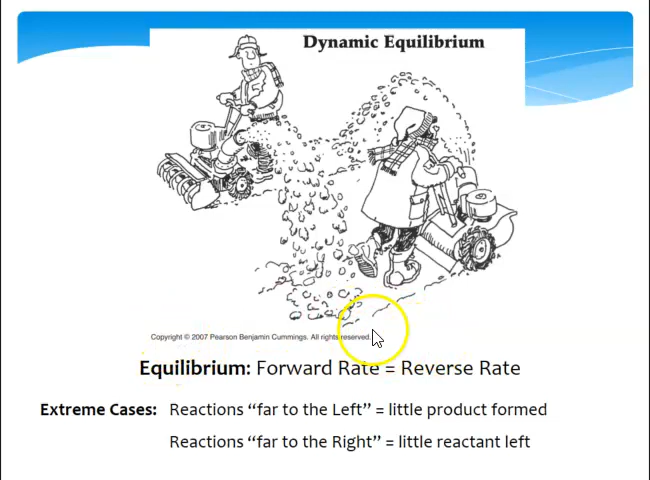 Dynamic Equilibrium
Copyright © 2007 Pearson Benjamin Cummings. All rights reserved.
Equilibrium: Forward Rate = Reverse Rate
Extreme Cases: Reactions “far to the Left” = little product formed
Reactions “far to the Right” = little reactant left